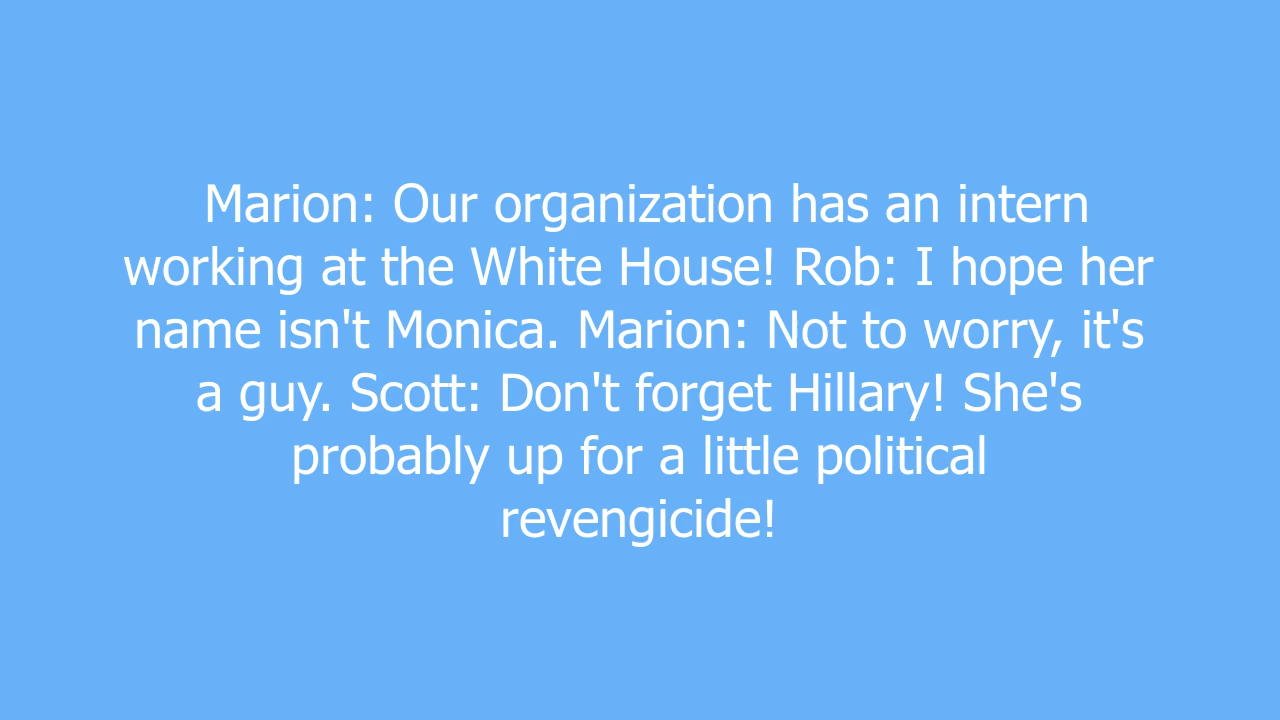 Marion: Our organization has an intern
working at the White House! Rob: I hope her
name isn't Monica. Marion: Not to worry, it's
a guy. Scott: Don't forget Hillary! She's
probably up for a little political
revengicide!